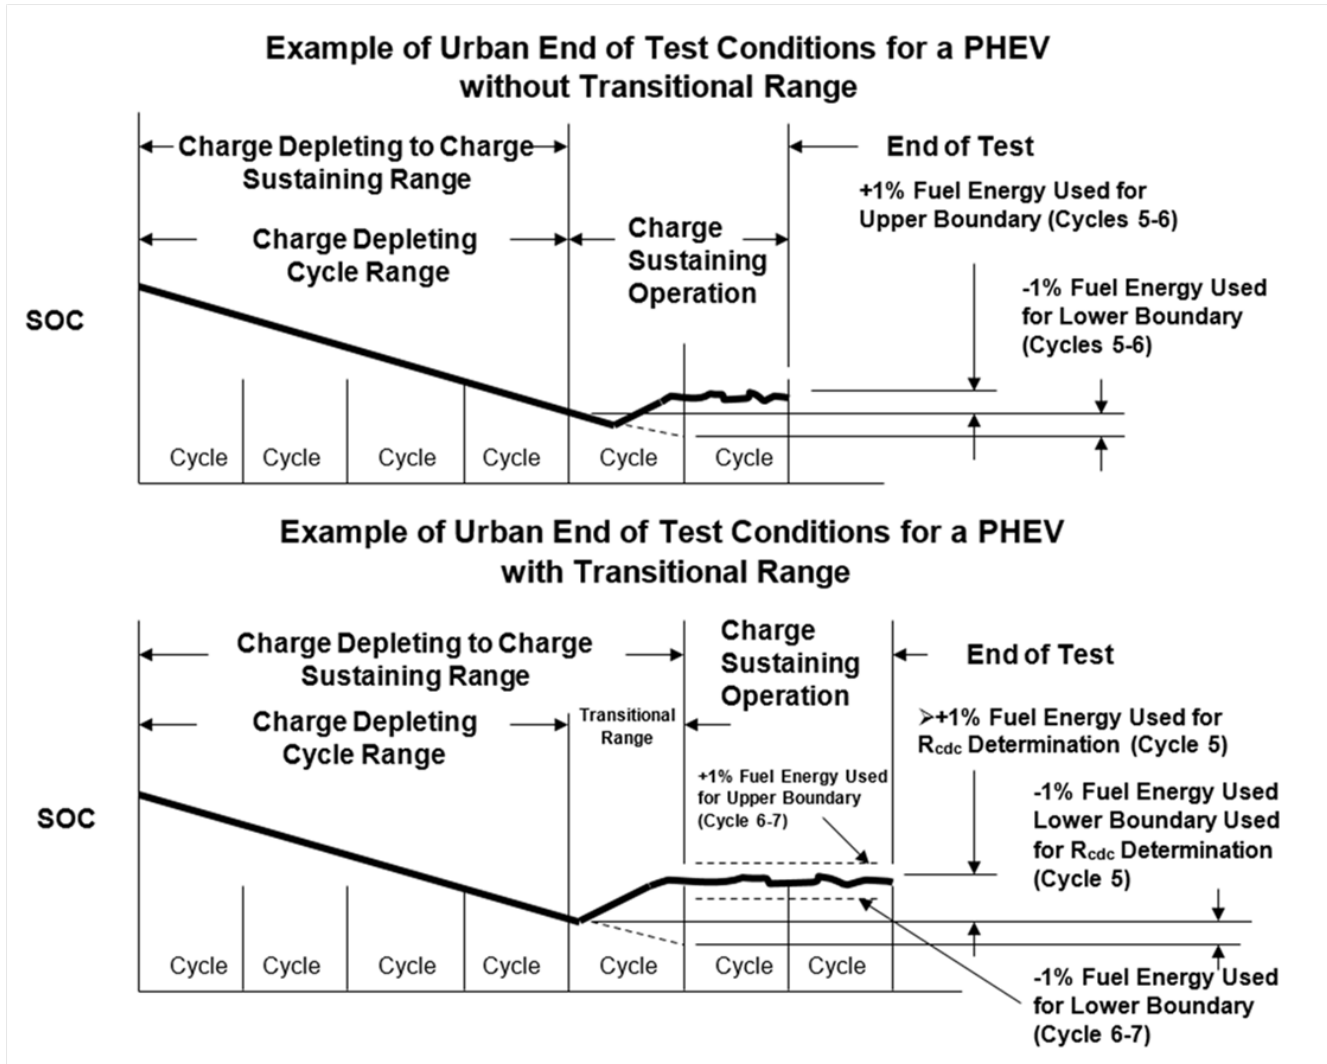 Example of Urban End of Test Conditions for a PHEV
without Transitional Range
Charge Depleting to Charge
Sustaining Range
End of Test
+1% Fuel Energy Used for
Upper Boundary (Cycles 5-6)
Charge Depleting
Cycle Range
Charge
Sustaining
Operation
-1% Fuel Energy Used
for Lower Boundary
(Cycles 5-6)
SOC
Cycle Cycle Cycle Cycle Cycle Cycle
Example of Urban End of Test Conditions for a PHEV
with Transitional Range
Charge Depleting to Charge
Sustaining Range
Charge
Sustaining
Operation
End of Test
Charge Depleting
Cycle Range
Transitional
Range
➢+1% Fuel Energy Used for
Rcdc Determination (Cycle 5)
+1% Fuel Energy Used
for Upper Boundary
(Cycle 6-7)
-1% Fuel Energy Used
Lower Boundary Used
for Rcdc Determination
(Cycle 5)
SOC
Cycle Cycle Cycle Cycle Cycle Cycle Cycle
-1% Fuel Energy Used
for Lower Boundary
(Cycle 6-7)